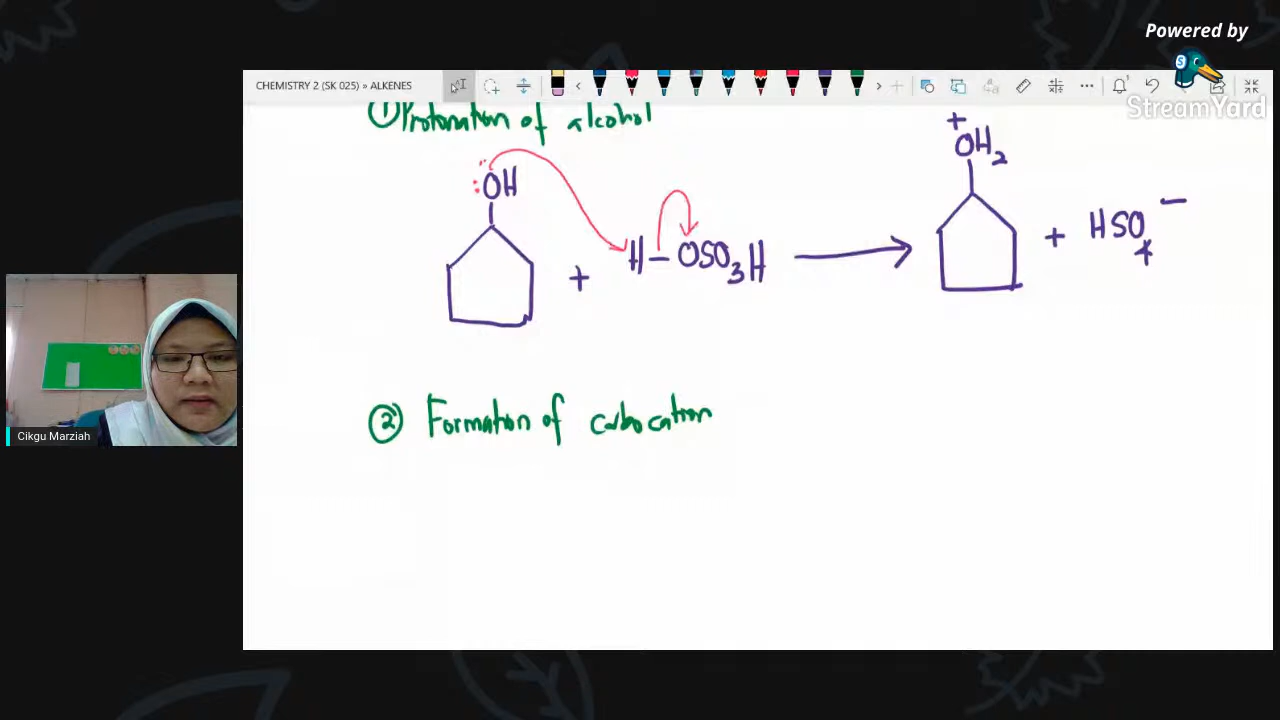 Powered by
StreamYard
CHEMISTRY 2 (SK 025) » ALKENES
① Protonation of alcohol
:ÖH + H – OSO3H → +OH2 + HSO4 –
② Formation of carbocation
Cikgu Marziah